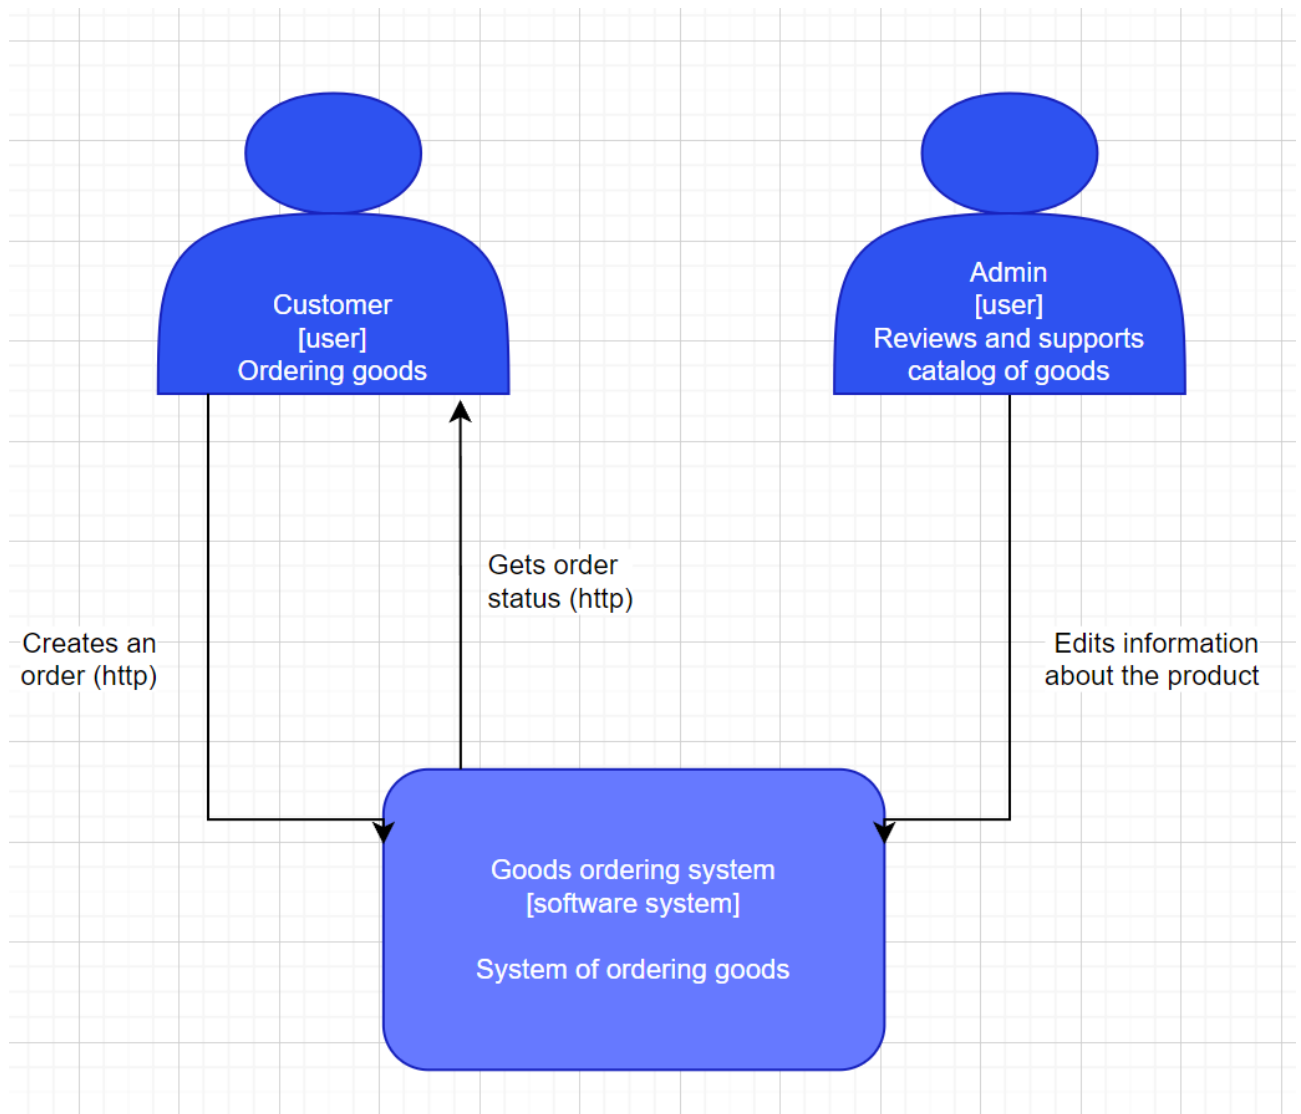 Customer
[user]
Ordering goods
Admin
[user]
Reviews and supports
catalog of goods
Gets order
status (http)
Creates an
order (http)
Edits information
about the product
Goods ordering system
[software system]
System of ordering goods